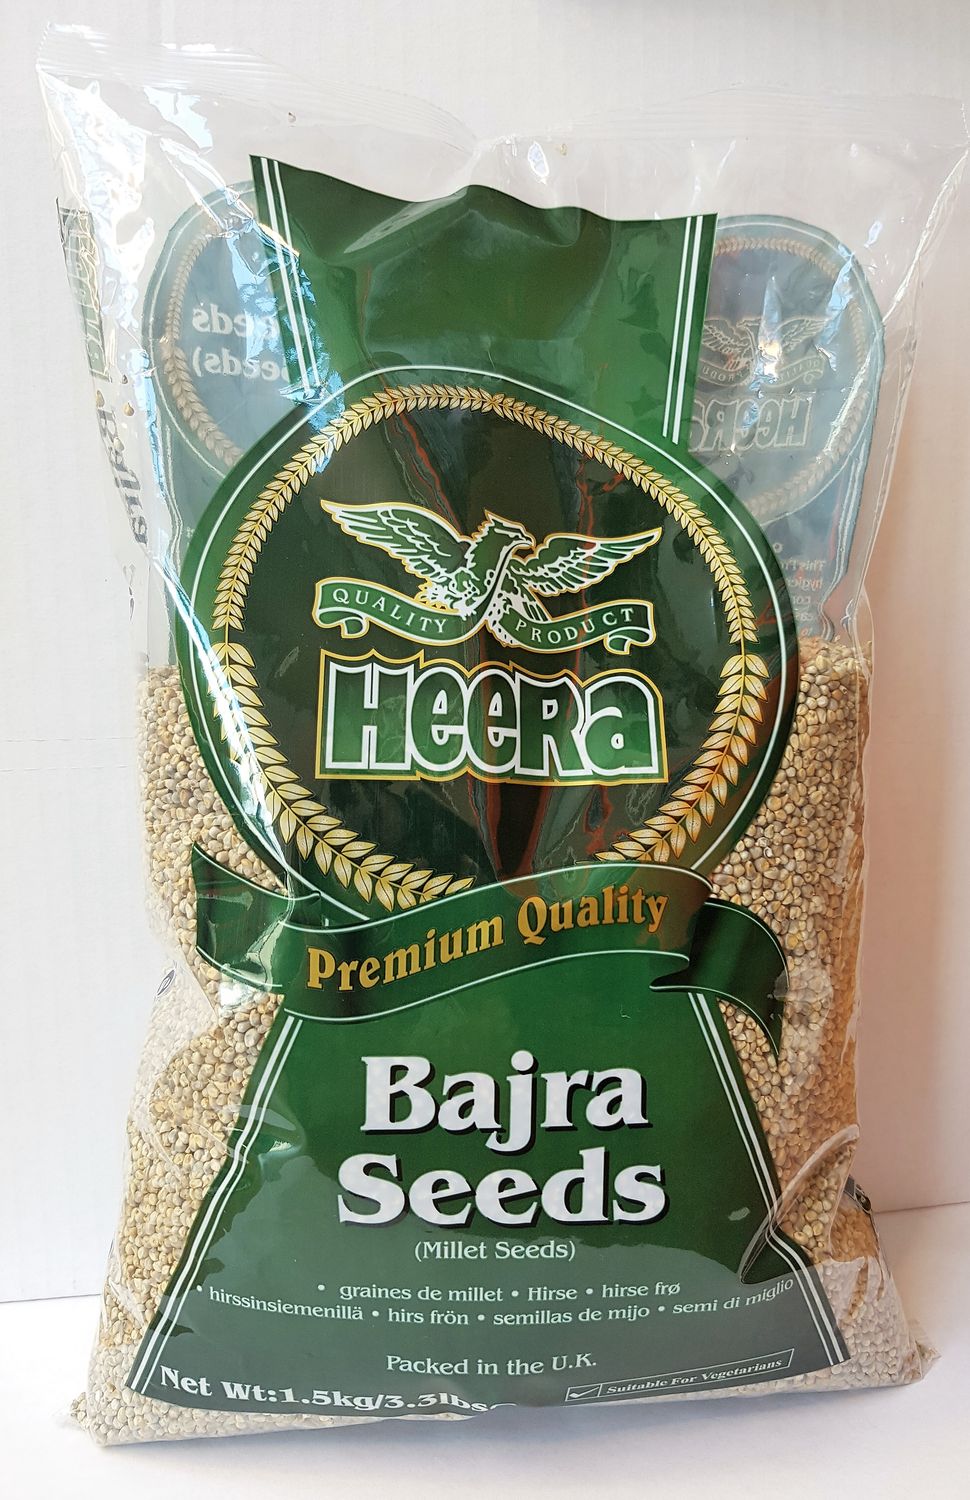 QUALITY PRODUCT
HeeRa
Premium Quality
Bajra
Seeds
(Millet Seeds)
• graines de millet • Hirse • hirse frø
• hirssinsiemenillä • hirs frön • semillas de mijo • semi di miglio
Packed in the U.K.
Net Wt:1.5kg/3.3lbs
Suitable For Vegetarians